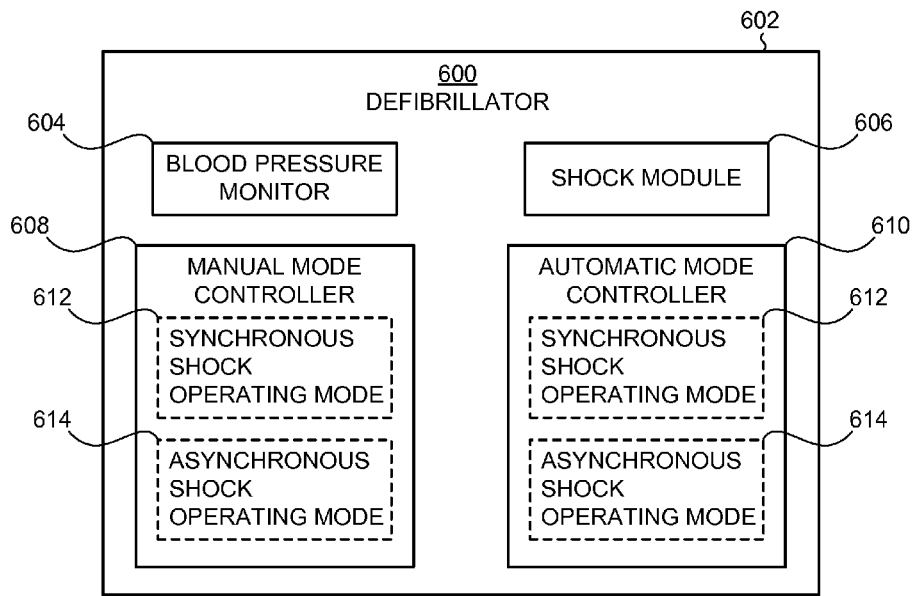 602
600
DEFIBRILLATOR
604
606
BLOOD PRESSURE
MONITOR
SHOCK MODULE
608
610
MANUAL MODE
CONTROLLER
AUTOMATIC MODE
CONTROLLER
612
612
SYNCHRONOUS
SHOCK
OPERATING MODE
SYNCHRONOUS
SHOCK
OPERATING MODE
614
614
ASYNCHRONOUS
SHOCK
OPERATING MODE
ASYNCHRONOUS
SHOCK
OPERATING MODE